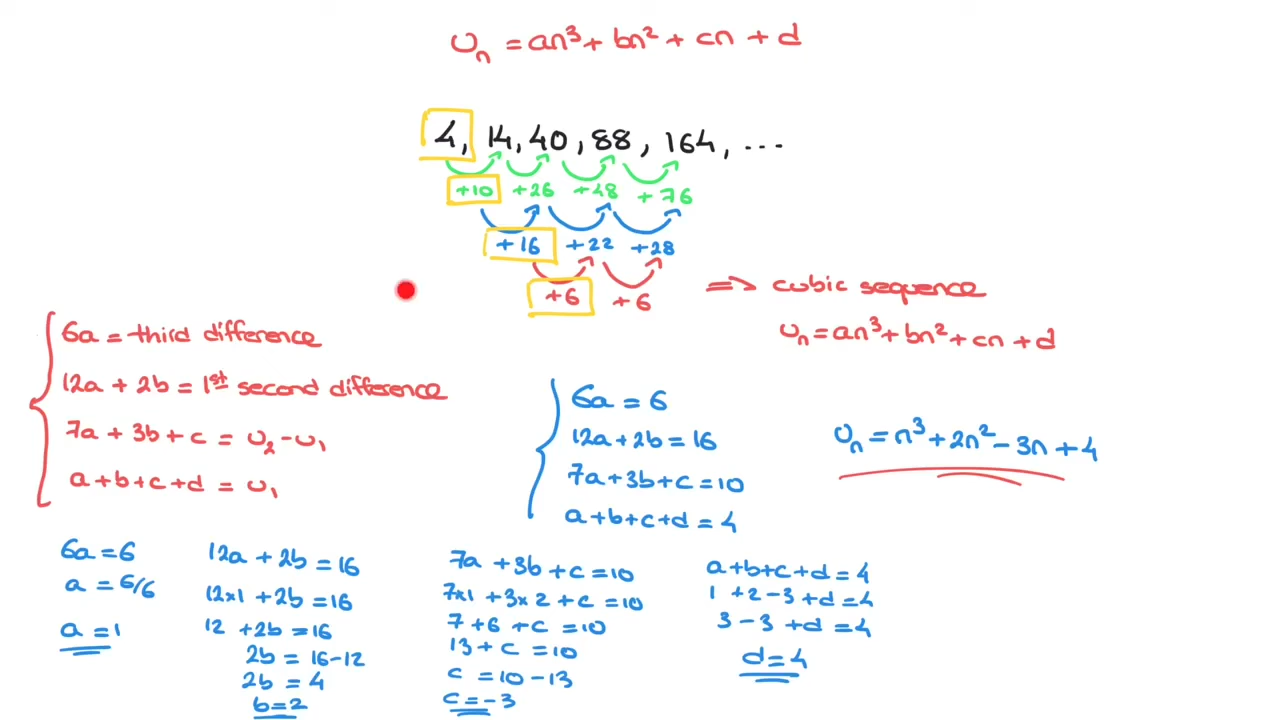 Un = an³ + bn² + cn + d
4, 14, 40, 88, 164, ...
+10 +26 +48 +76
+16 +22 +28
+6 +6 => cubic sequence
Un = an³ + bn² + cn + d
6a = third difference
12a + 2b = 1st second difference
7a + 3b + c = U₂ - U₁
a + b + c + d = U₁
6a = 6
12a + 2b = 16
7a + 3b + c = 10
a + b + c + d = 4
Un = n³ + 2n² - 3n + 4
6a = 6
a = 6/6
a = 1
12a + 2b = 16
12×1 + 2b = 16
12 + 2b = 16
2b = 16 - 12
2b = 4
b = 2
7a + 3b + c = 10
7×1 + 3×2 + c = 10
7 + 6 + c = 10
13 + c = 10
c = 10 - 13
c = -3
a + b + c + d = 4
1 + 2 - 3 + d = 4
3 - 3 + d = 4
d = 4